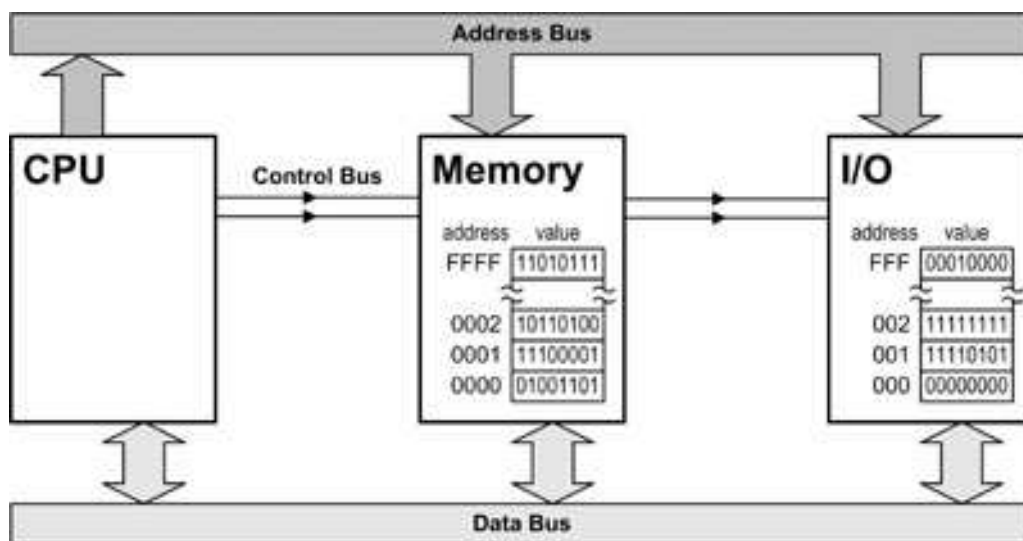 Address Bus
CPU
Control Bus
Memory
address value
FFFF 11010111
0002 10110100
0001 11100001
0000 01001101
I/O
address value
FFF 00010000
002 11111111
001 11110101
000 00000000
Data Bus